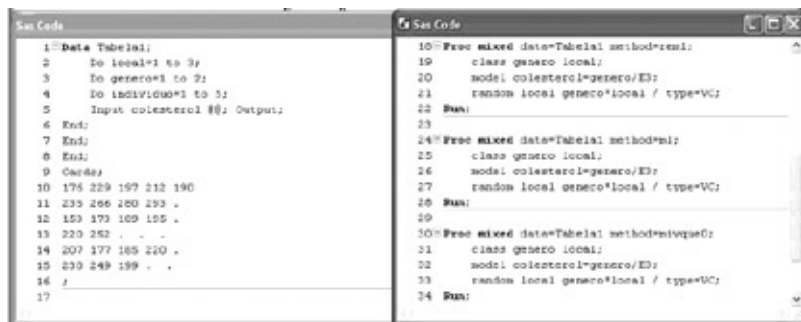 Sas Code
1 Data Tabela1;
2 Do local=1 to 3;
3 Do genero=1 to 2;
4 Do individuo=1 to 5;
5 Input colesterol @@; Output;
6 End;
7 End;
8 End;
9 Cards;
10 176 229 197 212 190
11 235 266 280 293 .
12 153 173 189 195 .
13 220 252 . . .
14 207 177 185 220 .
15 230 249 199 . .
16 ;
17
Sas Code
18 Proc mixed data=Tabela1 method=reml;
19 class genero local;
20 model colesterol=genero/E3;
21 random local genero*local / type=VC;
22 Run;
23
24 Proc mixed data=Tabela1 method=ml;
25 class genero local;
26 model colesterol=genero/E3;
27 random local genero*local / type=VC;
28 Run;
29
30 Proc mixed data=Tabela1 method=mivque0;
31 class genero local;
32 model colesterol=genero/E3;
33 random local genero*local / type=VC;
34 Run;